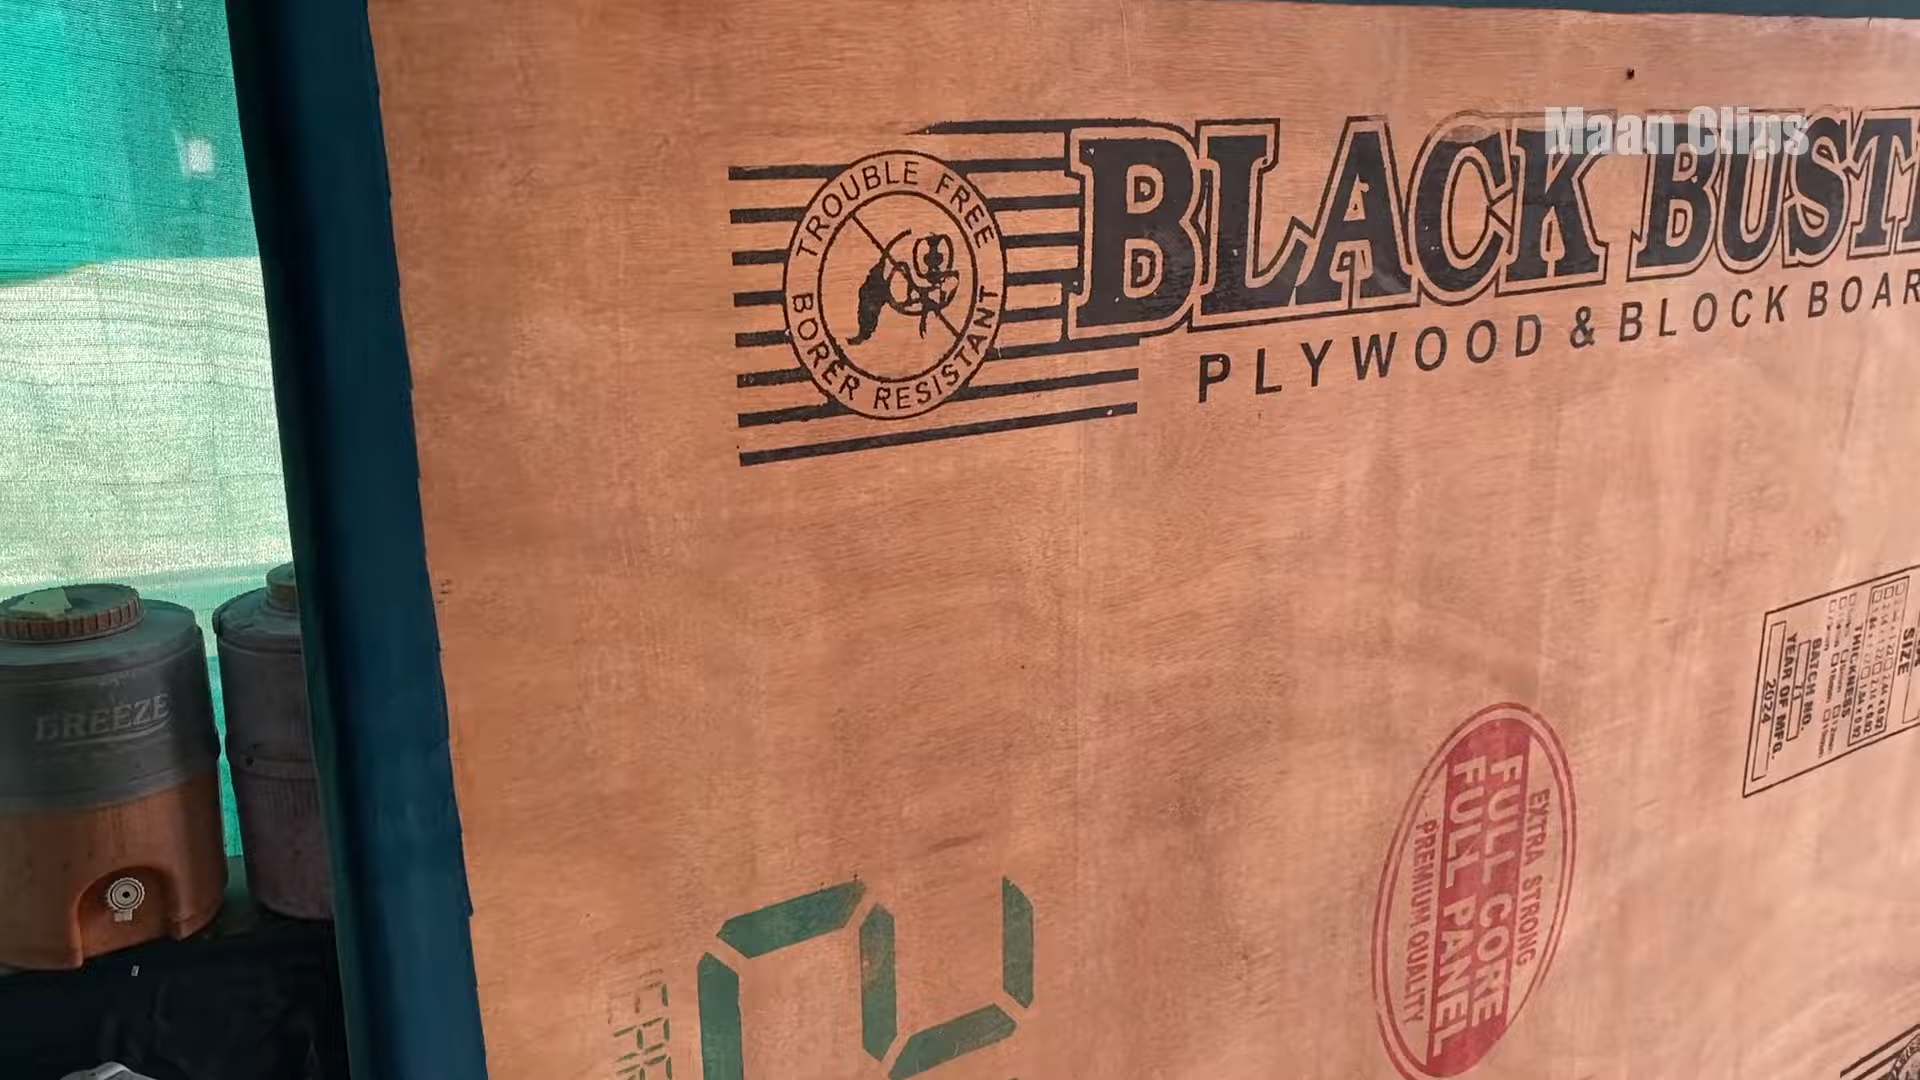 Maan Clips
BLACK BUST
PLYWOOD & BLOCK BOAR
TROUBLE FREE
BORER RESISTANT
BREEZE
EXTRA STRONG
FULL CORE
FULL PANEL
PREMIUM QUALITY
SIZE
THICKNESS
BATCH NO.
71
YEAR OF MFG.
2024